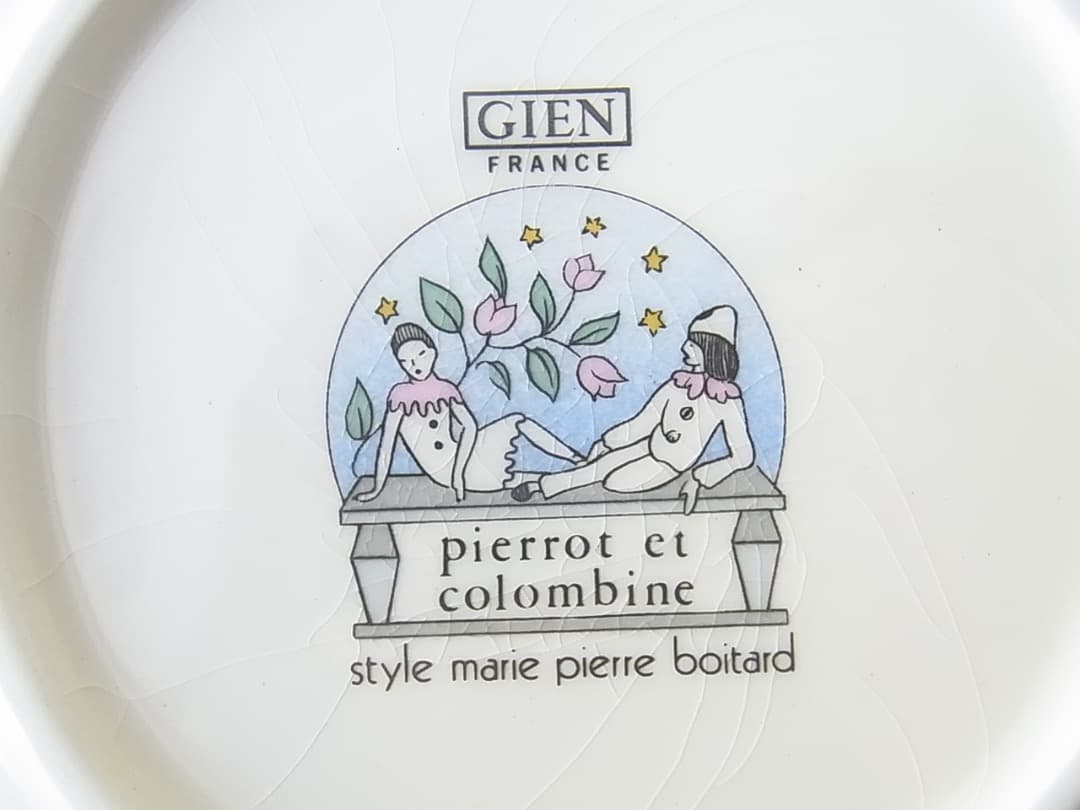 GIEN
FRANCE
pierrot et
colombine
style marie pierre boitard